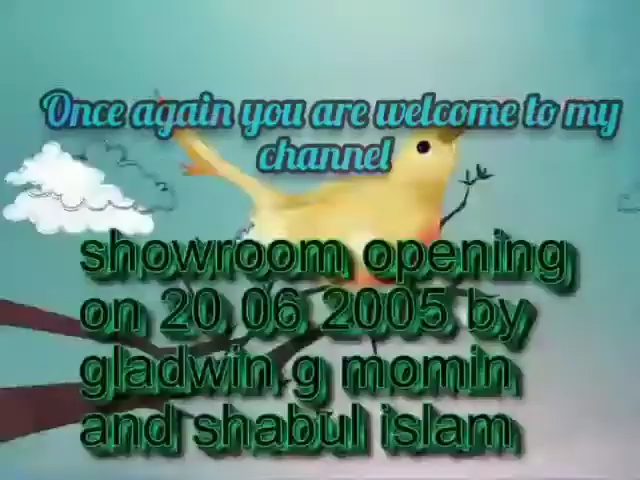 Once again you are welcome to my
channel
showroom opening
on 20 06 2005 by
gladwin g momin
and shabul islam